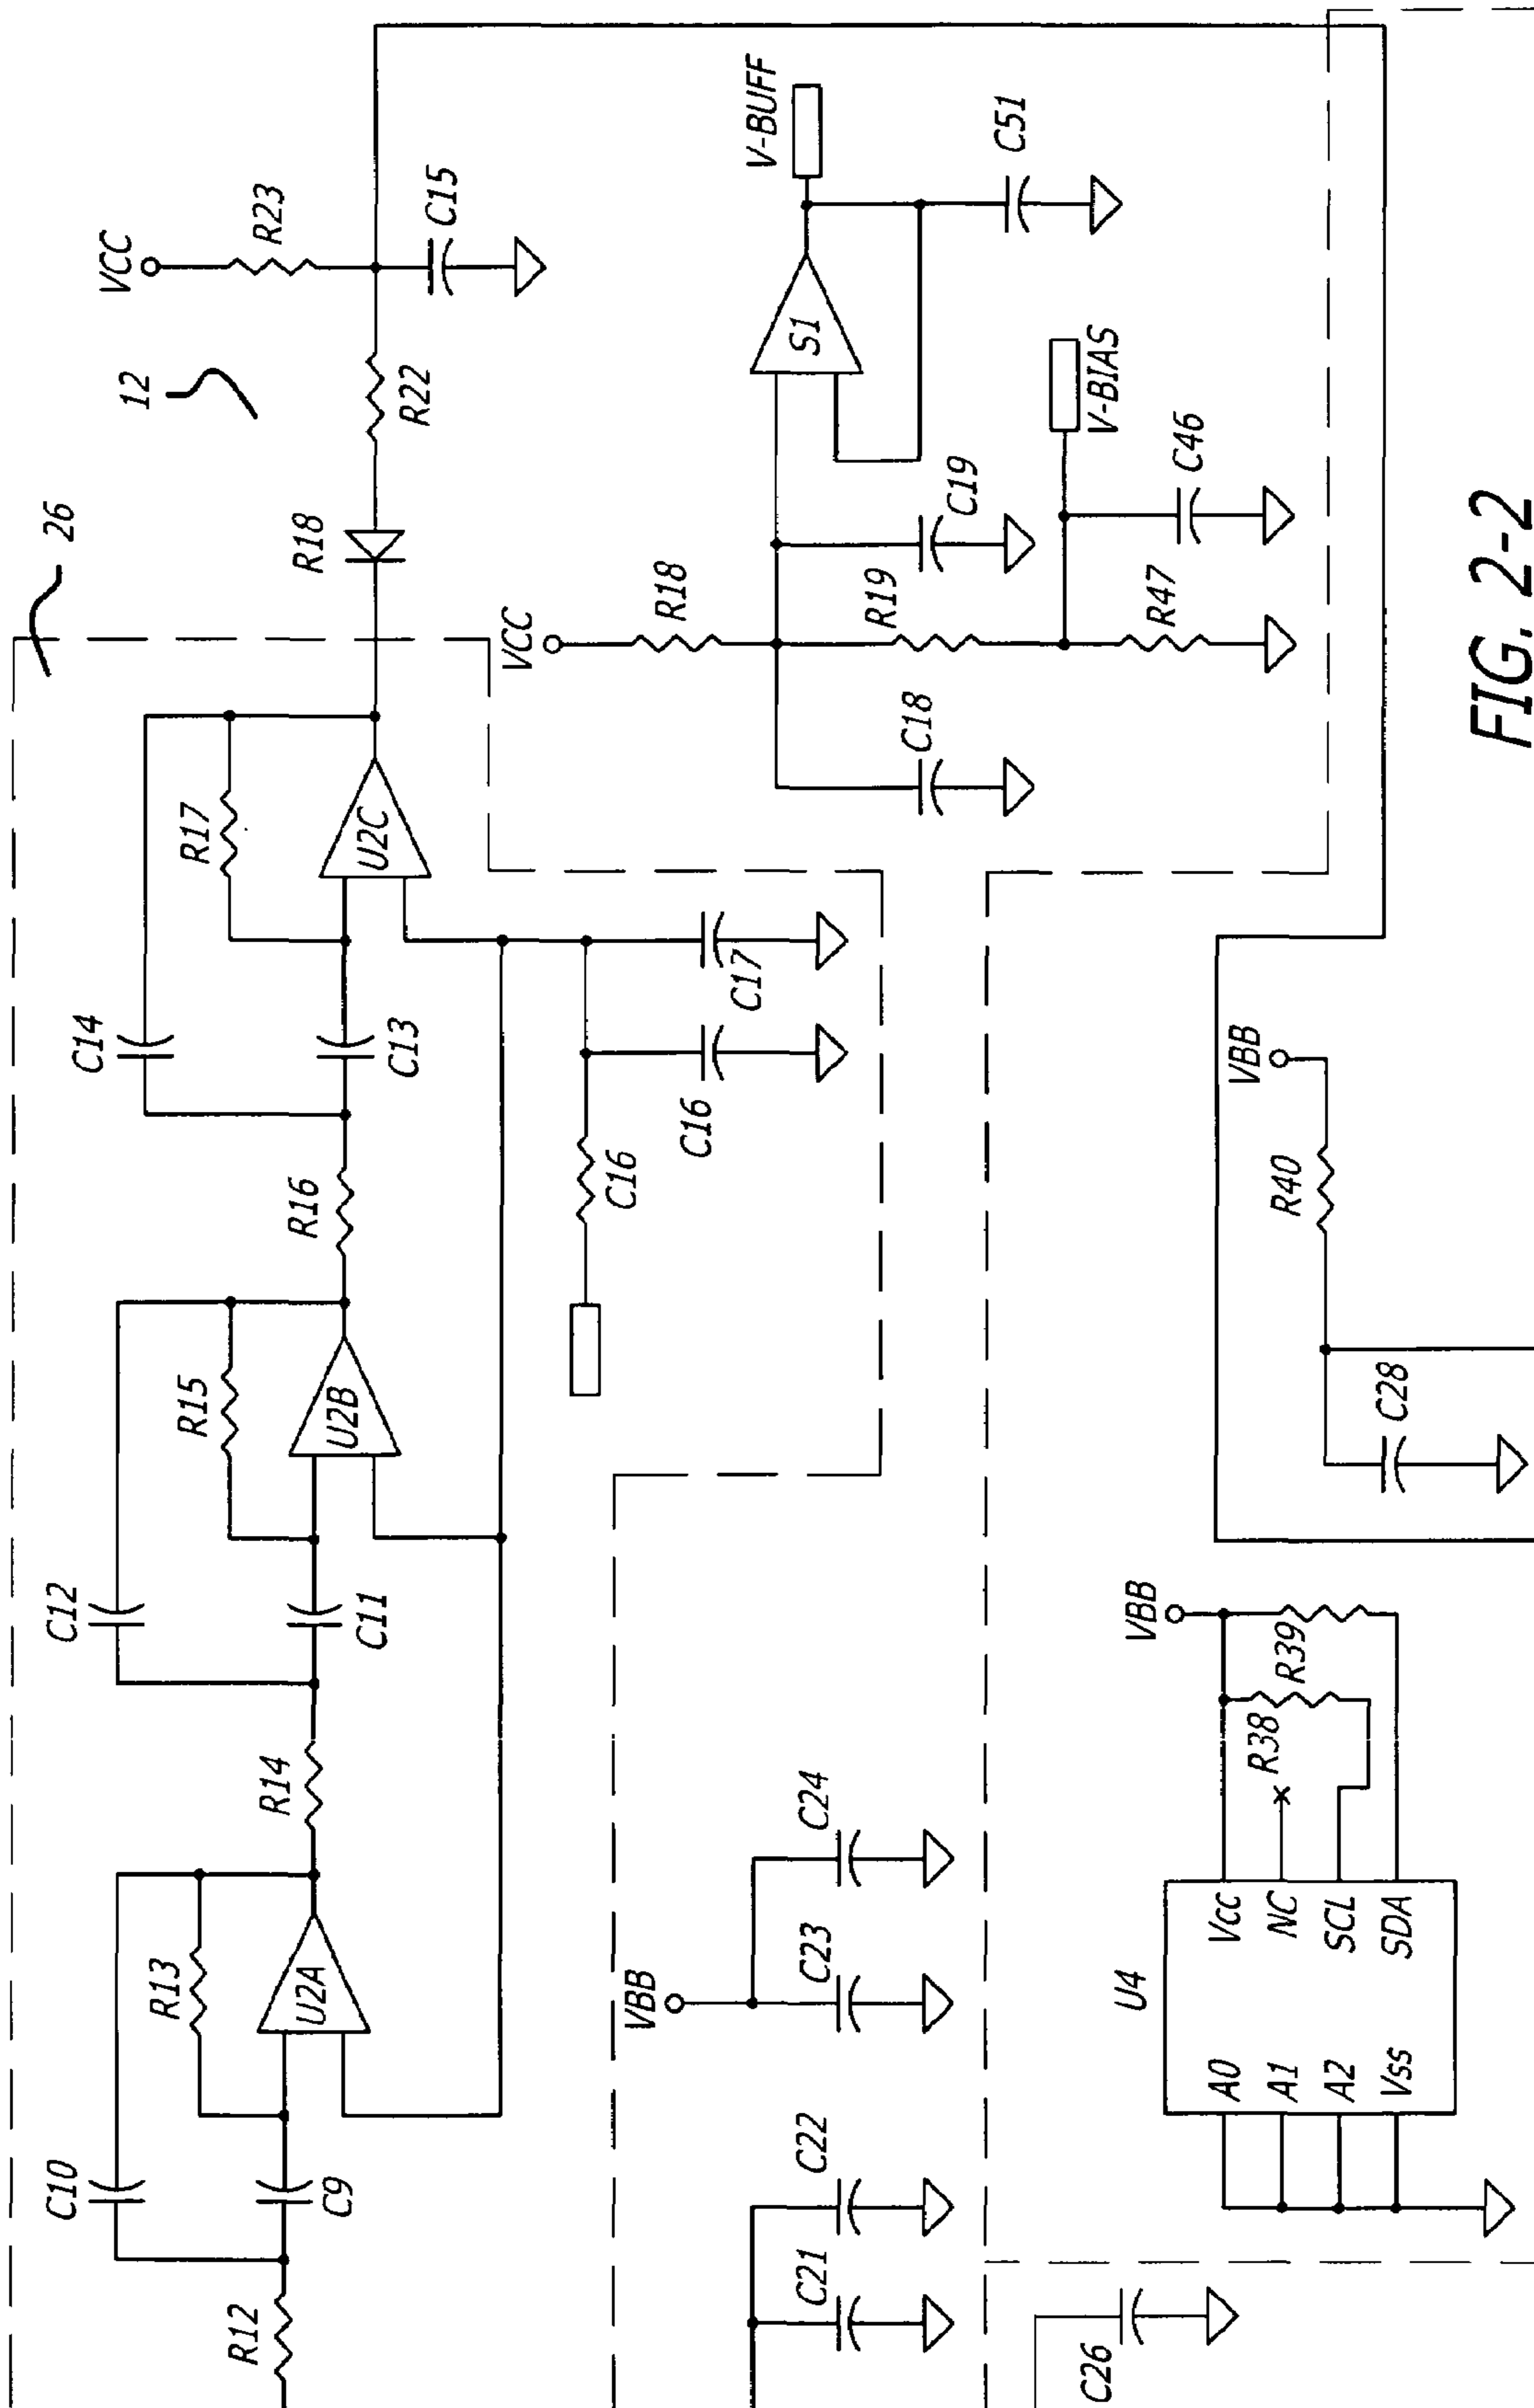 26
12
VCC
R23
C14
R17
R18
R22
C15
C12
R15
R16
C13
U2C
V-BUFF
C10
R13
R14
C11
U2B
VCC
R18
S1
C51
R12
C9
U2A
C16
C16
C17
C18
R19
C19
V-BIAS
R47
C46
VBB
C21
C22
C23
C24
C26
U4
A0
A1
A2
Vss
Vcc
NC
SCL
SDA
VBB
R38
R39
VBB
R40
C28
FIG. 2-2